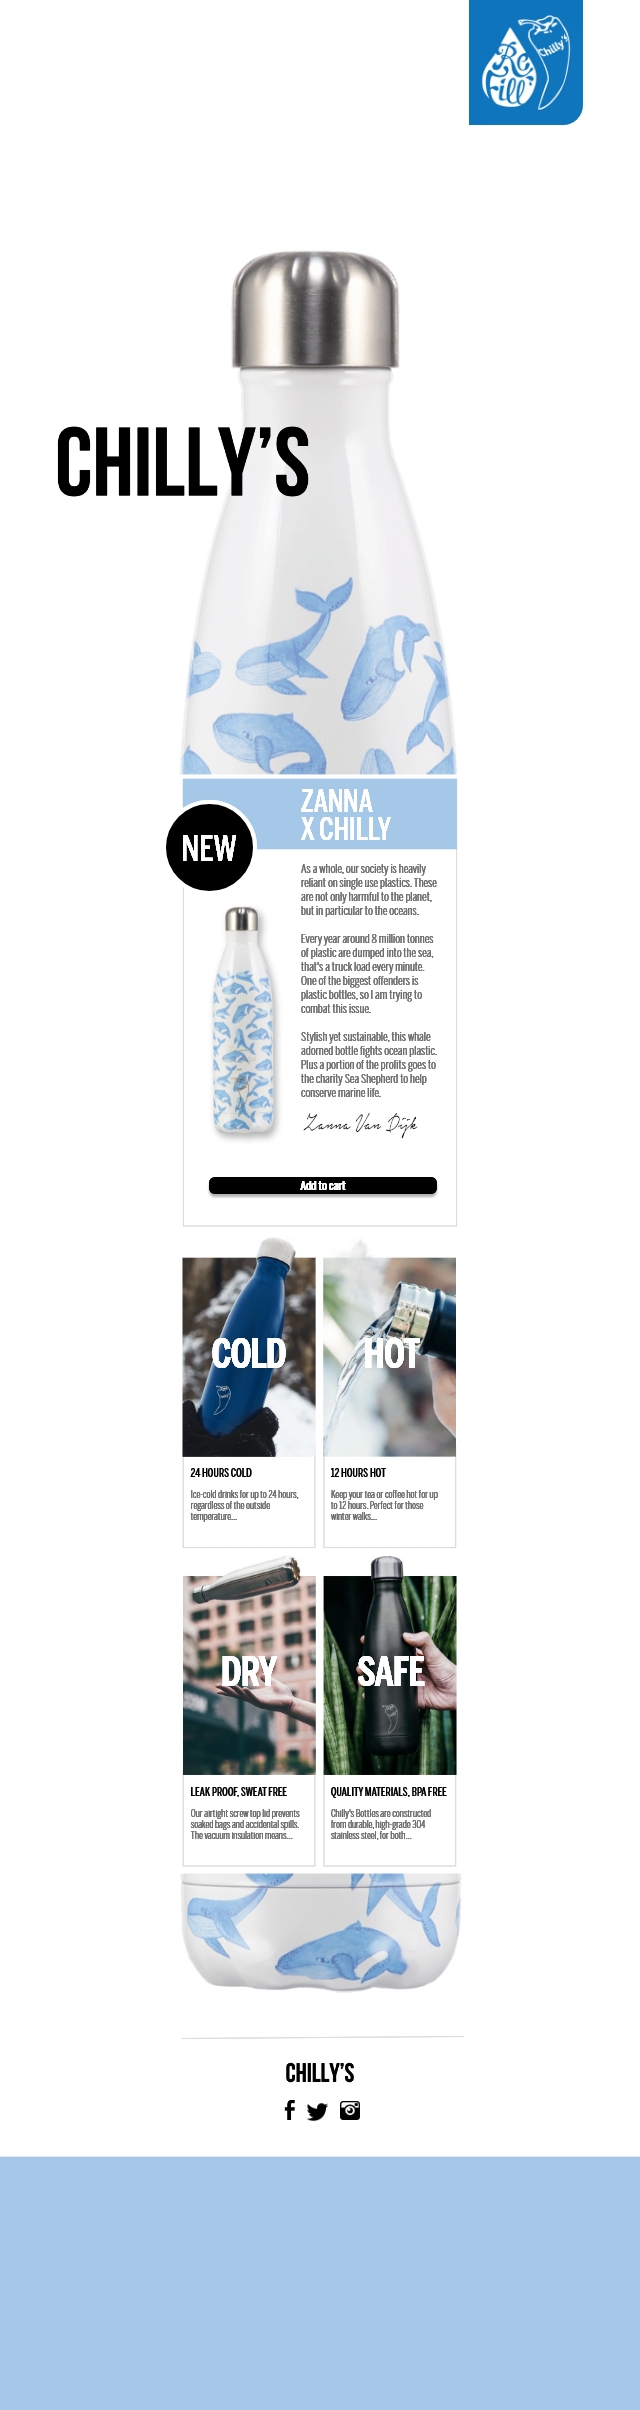 Re
fill
Chilly's
CHILLY'S
ZANNA
X CHILLY
NEW
As a whole, our society is heavily
reliant on single use plastics. These
are not only harmful to the planet,
but in particular to the oceans.
Every year around 8 million tonnes
of plastic are dumped into the sea,
that's a truck load every minute.
One of the biggest offenders is
plastic bottles, so I am trying to
combat this issue.
Stylish yet sustainable, this whale
adorned bottle fights ocean plastic.
Plus a portion of the profits goes to
the charity Sea Shepherd to help
conserve marine life.
Zanna Van Dijk
Add to cart
COLD
HOT
24 HOURS COLD
Ice-cold drinks for up to 24 hours,
regardless of the outside
temperature...
12 HOURS HOT
Keep your tea or coffee hot for up
to 12 hours. Perfect for those
winter walks...
DRY
SAFE
LEAK PROOF, SWEAT FREE
Our airtight screw top lid prevents
soaked bags and accidental spills.
The vacuum insulation means...
QUALITY MATERIALS, BPA FREE
Chilly's Bottles are constructed
from durable, high-grade 304
stainless steel, for both...
CHILLY'S